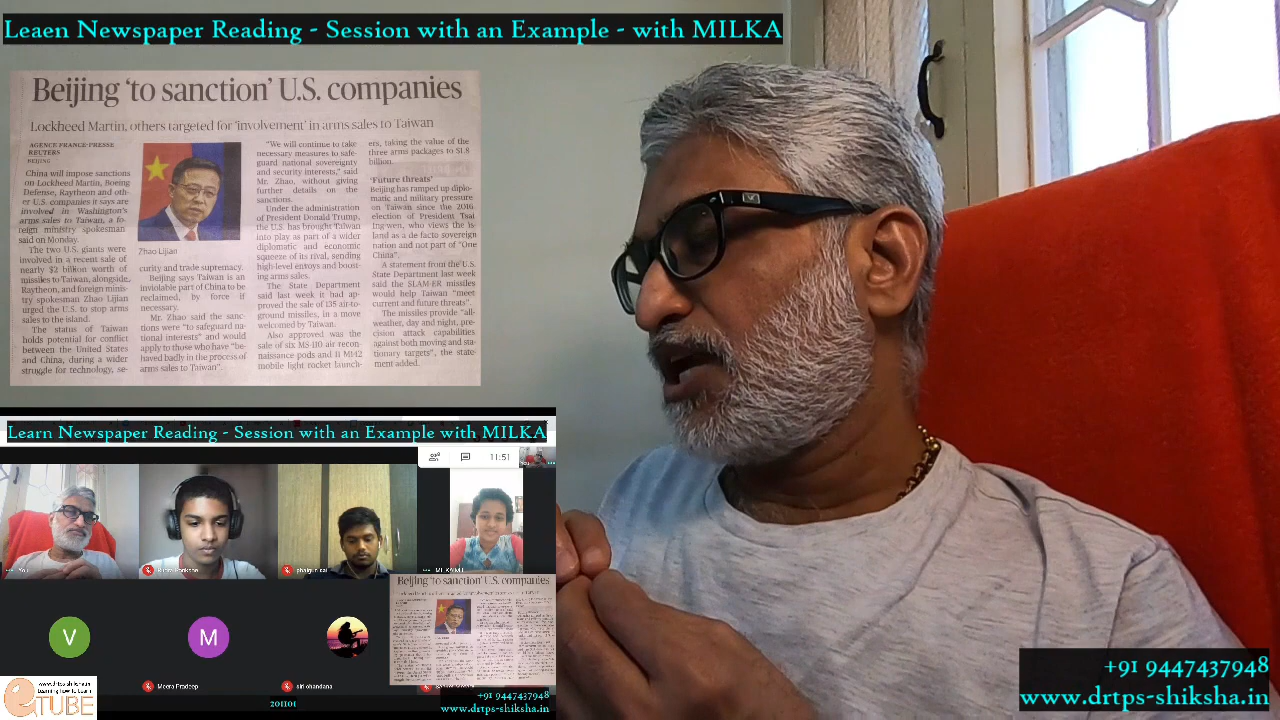 Leaen Newspaper Reading - Session with an Example - with MILKA
Beijing ‘to sanction’ U.S. companies
Lockheed Martin, others targeted for ‘involvement’ in arms sales to Taiwan
AGENCE FRANCE-PRESSE
REUTERS
BEIJING
China will impose sanctions
on Lockheed Martin, Boeing
Defense, Raytheon and oth-
er U.S. companies it says are
involved in Washington's
arms sales to Taiwan, a fo-
reign ministry spokesman
said on Monday.
The two U.S. giants were
involved in a recent sale of
nearly $2 billion worth of
missiles to Taiwan, alongside
Raytheon, and foreign minis-
try spokesman Zhao Lijian
urged the U.S. to stop arms
sales to the island.
The status of Taiwan
holds potential for conflict
between the United States
and China, during a wider
struggle for technology, se-
Zhao Lijian
curity and trade supremacy.
Beijing says Taiwan is an
inviolable part of China to be
reclaimed, by force if
necessary.
Mr. Zhao said the sanc-
tions were “to safeguard na-
tional interests” and would
apply to those who have “be-
haved badly in the process of
arms sales to Taiwan”.
“We will continue to take
necessary measures to safe-
guard national sovereignty
and security interests,” said
Mr. Zhao, without giving
further details on the
sanctions.
Under the administration
of President Donald Trump,
the U.S. has brought Taiwan
into play as part of a wider
diplomatic and economic
squeeze of its rival, sending
high-level envoys and boost-
ing arms sales.
The State Department
said last week it had ap-
proved the sale of 135 air-to-
ground missiles, in a move
welcomed by Taiwan.
Also approved was the
sale of six MS-110 air recon-
naissance pods and 11 M142
mobile light rocket launch-
ers, taking the value of the
three arms packages to $1.8
billion.
‘Future threats’
Beijing has ramped up diplo-
matic and military pressure
on Taiwan since the 2016
election of President Tsai
Ing-wen, who views the is-
land as a de facto sovereign
nation and not part of “One
China”.
A statement from the U.S.
State Department last week
said the SLAM-ER missiles
would help Taiwan “meet
current and future threats”.
The missiles provide “all-
weather, day and night, pre-
cision attack capabilities
against both moving and sta-
tionary targets”, the state-
ment added.
Learn Newspaper Reading - Session with an Example with MILKA
11:51
You
You
phalgun sai
Beijing ‘to sanction’ U.S. companies
V
M
Meera Pradeep
siri chandana
Learning how to Learn
e TUBE
201101
+91 9447437948
www.drtps-shiksha.in
+91 9447437948
www.drtps-shiksha.in